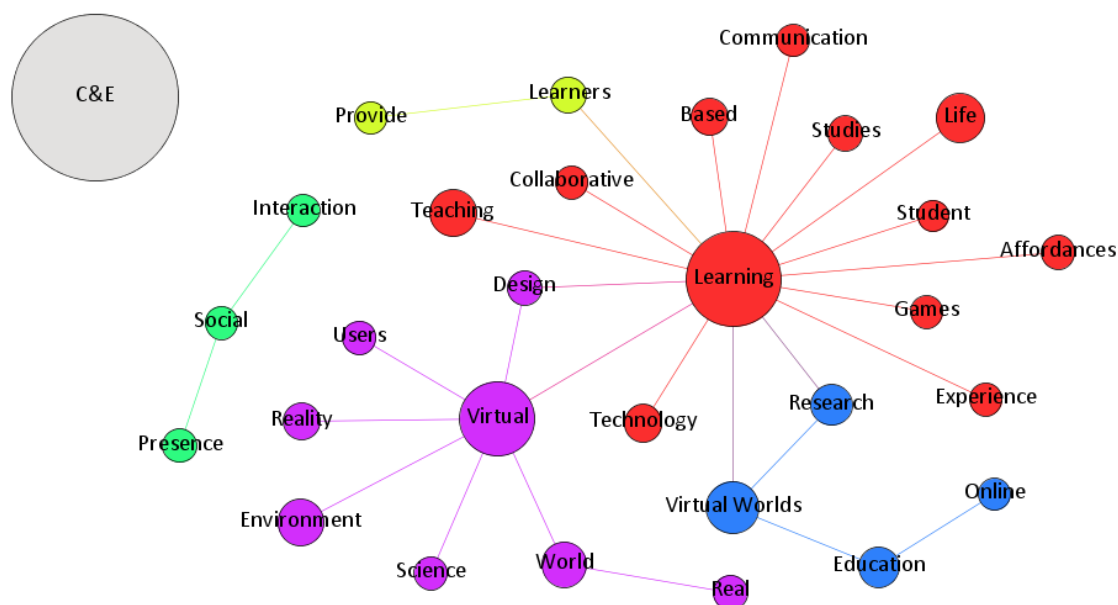 Communication
C&E
Learners
Provide
Based
Life
Studies
Collaborative
Interaction
Teaching
Student
Affordances
Learning
Design
Social
Users
Games
Experience
Research
Reality
Virtual
Technology
Presence
Online
Virtual Worlds
Environment
World
Education
Science
Real